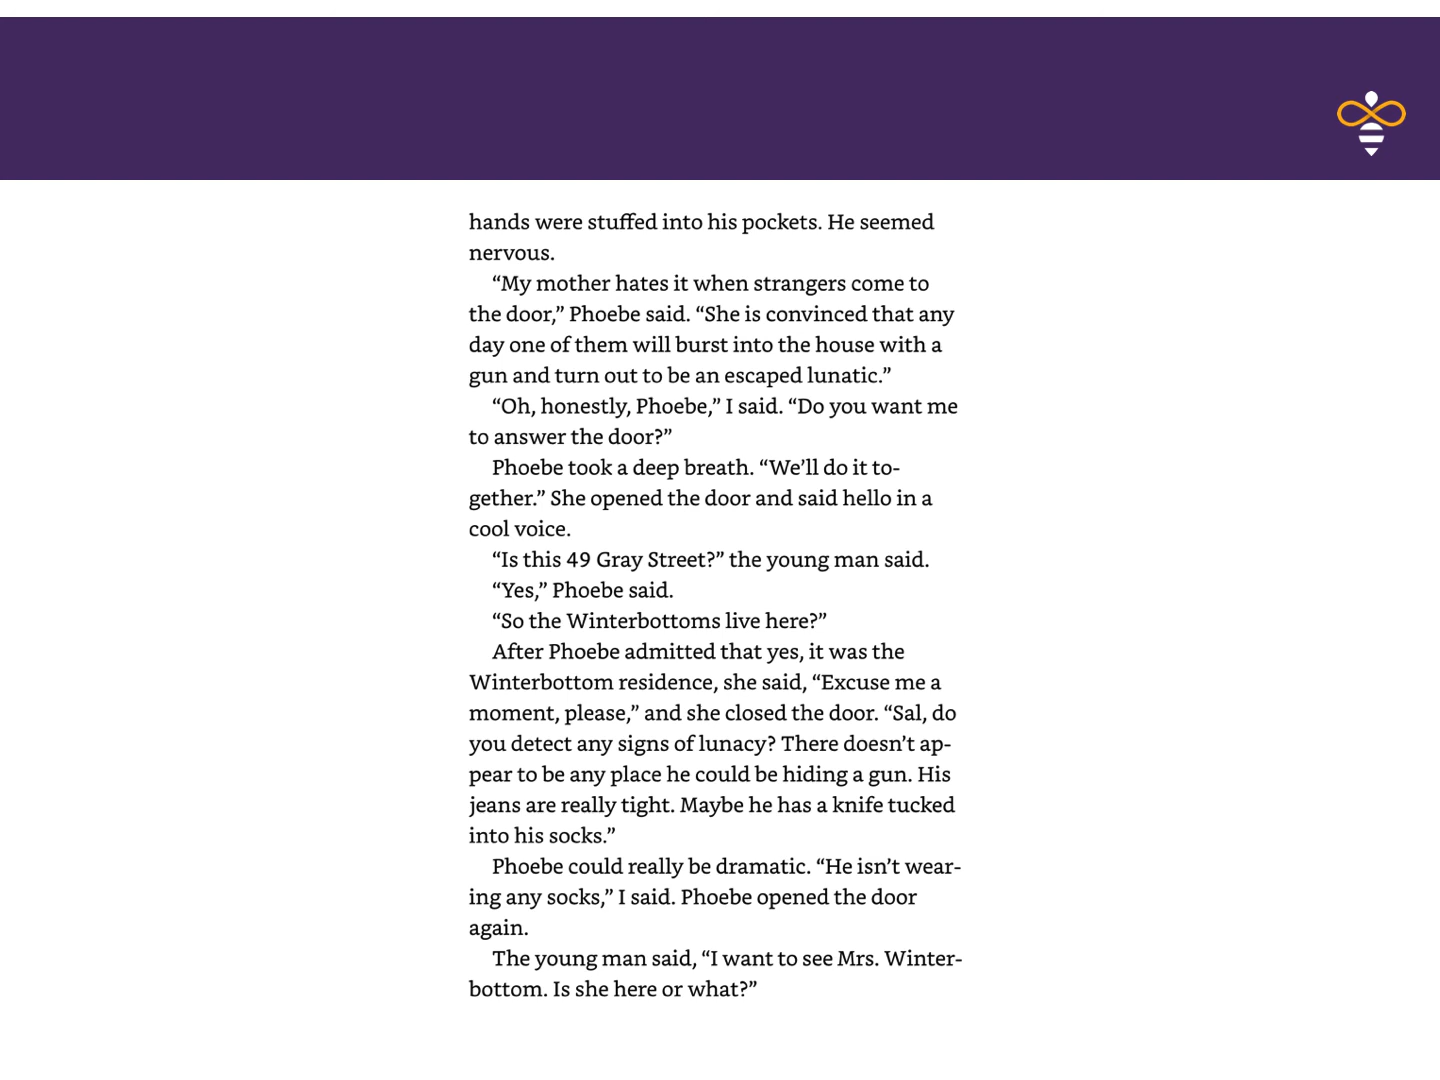 hands were stuffed into his pockets. He seemed
nervous.
“My mother hates it when strangers come to
the door,” Phoebe said. “She is convinced that any
day one of them will burst into the house with a
gun and turn out to be an escaped lunatic.”
“Oh, honestly, Phoebe,” I said. “Do you want me
to answer the door?”
Phoebe took a deep breath. “We’ll do it to-
gether.” She opened the door and said hello in a
cool voice.
“Is this 49 Gray Street?” the young man said.
“Yes,” Phoebe said.
“So the Winterbottoms live here?”
After Phoebe admitted that yes, it was the
Winterbottom residence, she said, “Excuse me a
moment, please,” and she closed the door. “Sal, do
you detect any signs of lunacy? There doesn’t ap-
pear to be any place he could be hiding a gun. His
jeans are really tight. Maybe he has a knife tucked
into his socks.”
Phoebe could really be dramatic. “He isn’t wear-
ing any socks,” I said. Phoebe opened the door
again.
The young man said, “I want to see Mrs. Winter-
bottom. Is she here or what?”